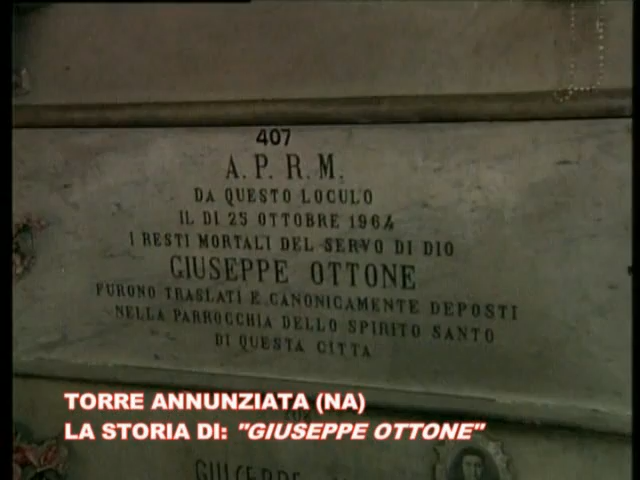 407
A. P. R. M.
DA QUESTO LOCULO
IL DI 25 OTTOBRE 1964
I RESTI MORTALI DEL SERVO DI DIO
GIUSEPPE OTTONE
FURONO TRASLATI E CANONICAMENTE DEPOSTI
NELLA PARROCCHIA DELLO SPIRITO SANTO
DI QUESTA CITTA
TORRE ANNUNZIATA (NA)
LA STORIA DI: "GIUSEPPE OTTONE"
GIUSEPPE